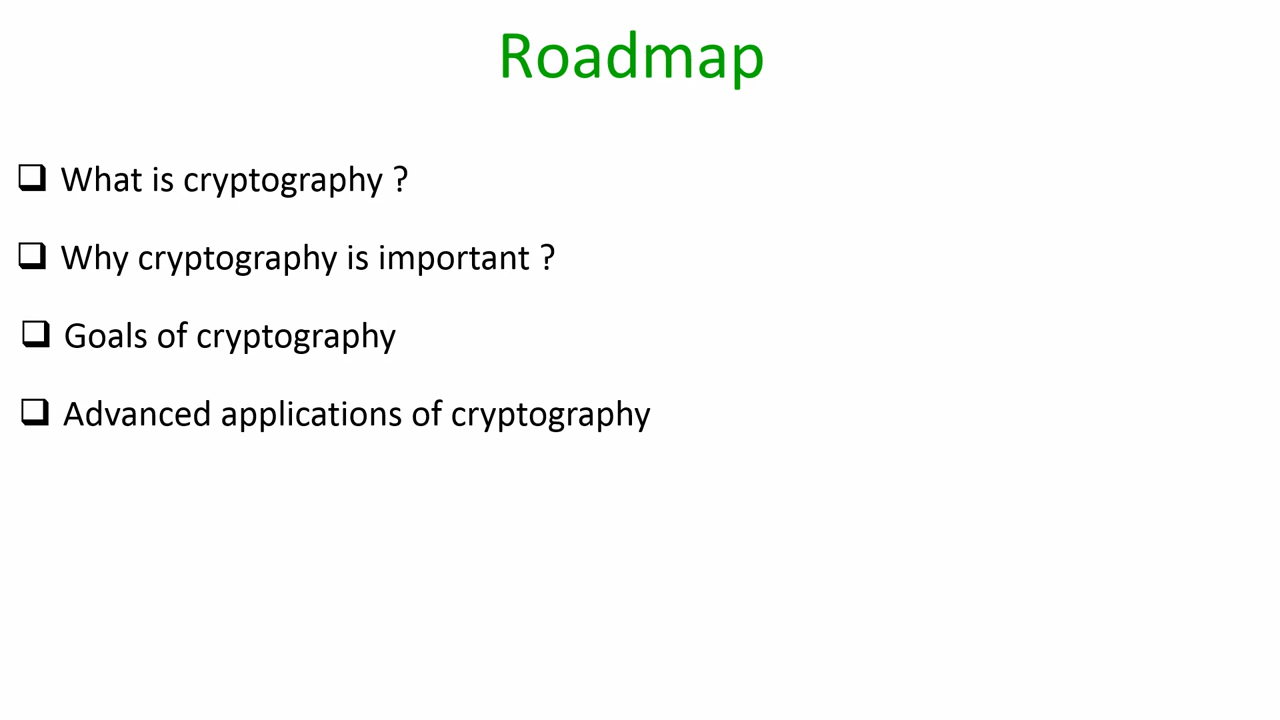 Roadmap
❑ What is cryptography ?
❑ Why cryptography is important ?
❑ Goals of cryptography
❑ Advanced applications of cryptography